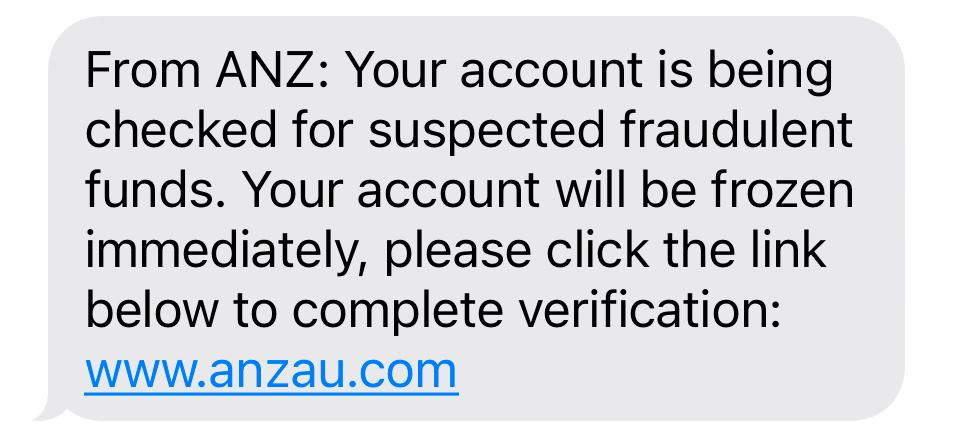 From ANZ: Your account is being
checked for suspected fraudulent
funds. Your account will be frozen
immediately, please click the link
below to complete verification:
www.anzau.com